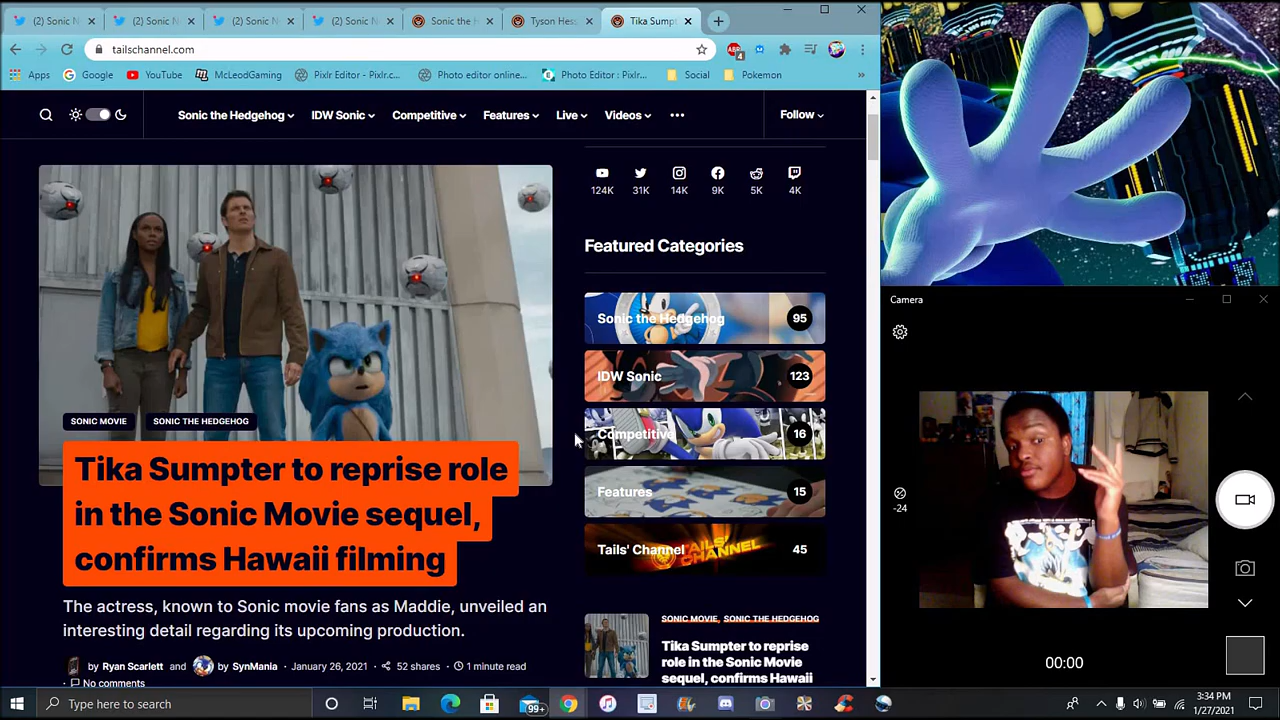 (2) Sonic N
(2) Sonic N
(2) Sonic N
(2) Sonic N
Sonic the H
Tyson Hess
Tika Sumpt
tailschannel.com
4
Apps
Google
YouTube
McLeodGaming
Pixlr Editor - Pixlr.c...
Photo editor online...
Photo Editor : Pixlr...
Social
Pokemon
»
Sonic the Hedgehog
IDW Sonic
Competitive
Features
Live
Videos
Follow
124K
31K
14K
9K
5K
4K
Featured Categories
Sonic the Hedgehog
95
IDW Sonic
123
Competitive
16
Features
15
Tails' Channel
45
SONIC MOVIE
SONIC THE HEDGEHOG
Tika Sumpter to reprise role
in the Sonic Movie sequel,
confirms Hawaii filming
The actress, known to Sonic movie fans as Maddie, unveiled an
interesting detail regarding its upcoming production.
by Ryan Scarlett and by SynMania · January 26, 2021 · 52 shares · 1 minute read
· No comments
SONIC MOVIE, SONIC THE HEDGEHOG
Tika Sumpter to reprise
role in the Sonic Movie
sequel, confirms Hawaii
Camera
-24
00:00
Type here to search
99+
3:34 PM
1/27/2021